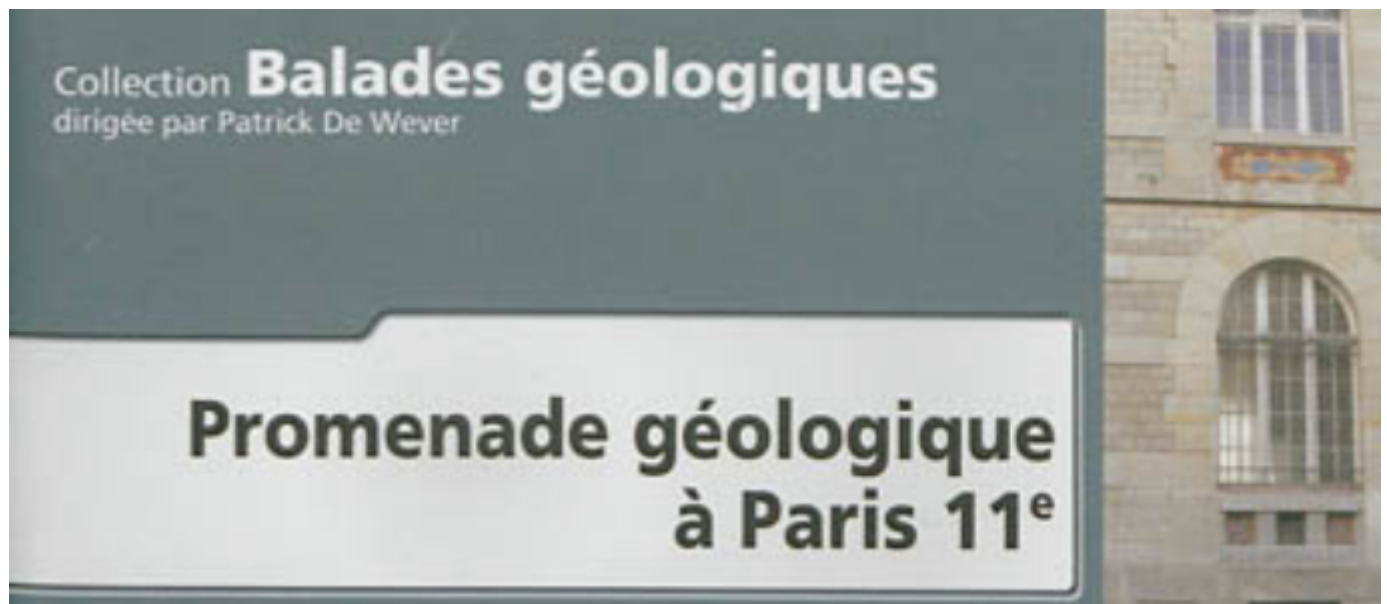 Collection Balades géologiques
dirigée par Patrick De Wever
Promenade géologique
à Paris 11e